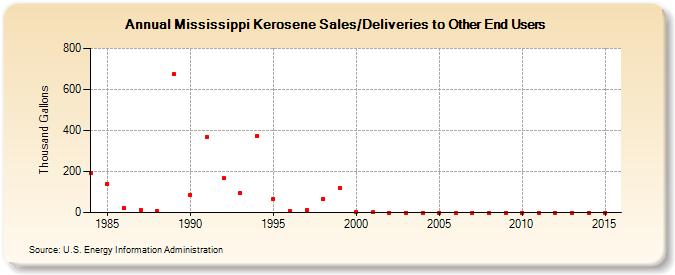 Annual Mississippi Kerosene Sales/Deliveries to Other End Users
Thousand Gallons
800
600
400
200
0
1985 1990 1995 2000 2005 2010 2015
Source: U.S. Energy Information Administration